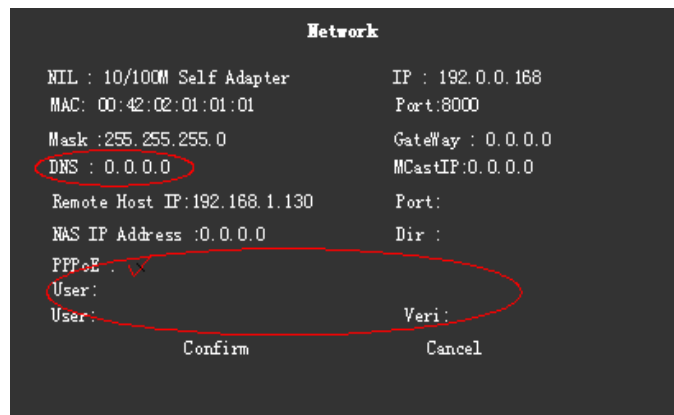 Network
NIL : 10/100M Self Adapter IP : 192.0.0.168
MAC: 00:42:02:01:01:01 Port:8000
Mask :255.255.255.0 GateWay : 0.0.0.0
DNS : 0.0.0.0 MCastIP:0.0.0.0
Remote Host IP:192.168.1.130 Port:
NAS IP Address :0.0.0.0 Dir :
PPPoE :
User:
User: Veri:
Confirm Cancel